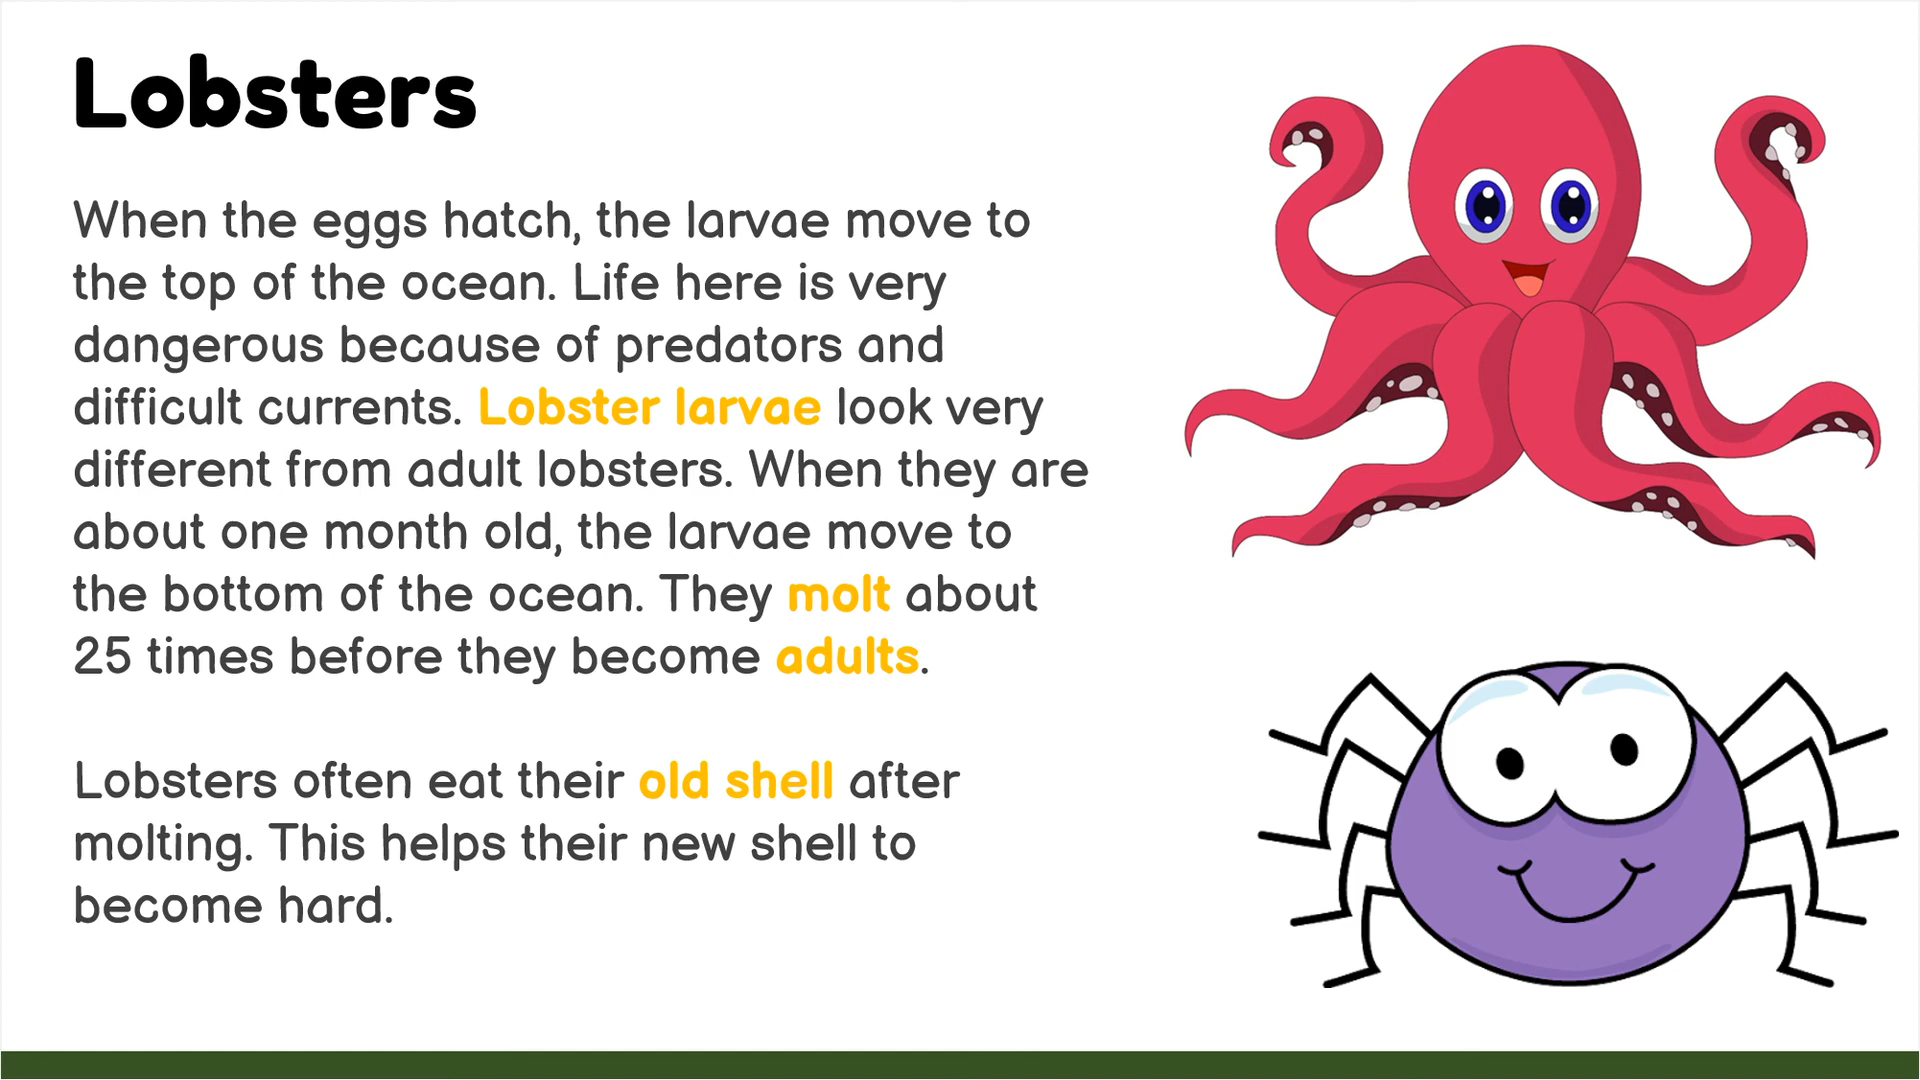 Lobsters
When the eggs hatch, the larvae move to
the top of the ocean. Life here is very
dangerous because of predators and
difficult currents. Lobster larvae look very
different from adult lobsters. When they are
about one month old, the larvae move to
the bottom of the ocean. They molt about
25 times before they become adults.
Lobsters often eat their old shell after
molting. This helps their new shell to
become hard.